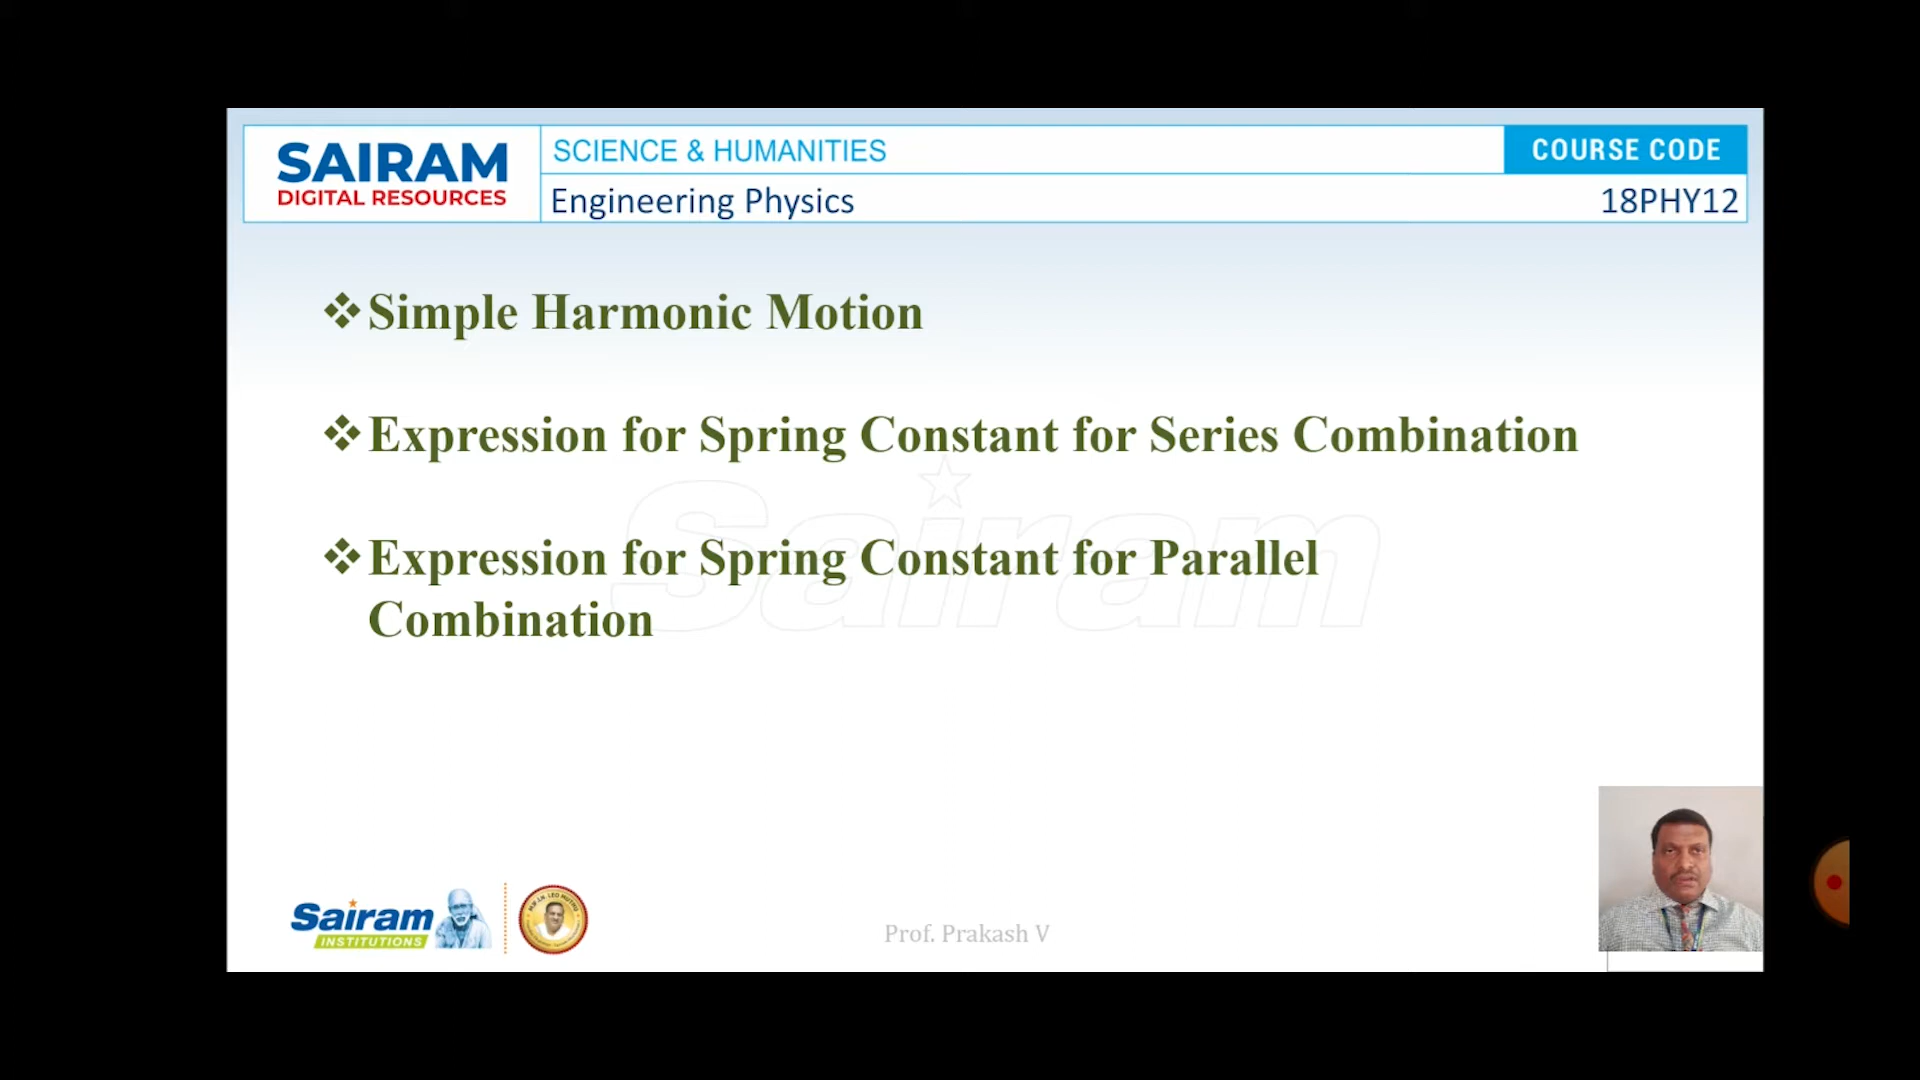 SAIRAM
DIGITAL RESOURCES
SCIENCE & HUMANITIES
COURSE CODE
Engineering Physics
18PHY12
❖Simple Harmonic Motion
❖Expression for Spring Constant for Series Combination
❖Expression for Spring Constant for Parallel
Combination
Sairam
Sairam
INSTITUTIONS
Prof. Prakash V